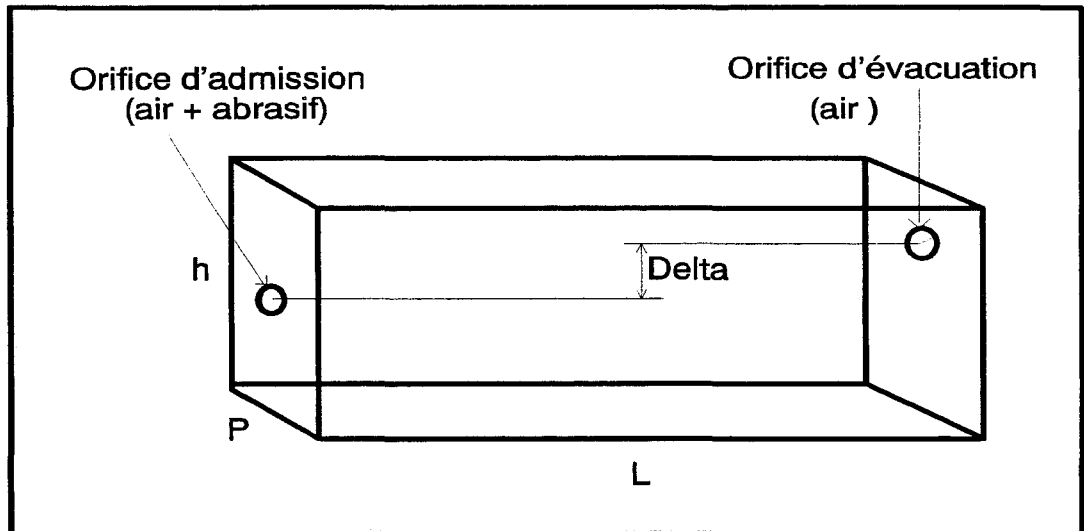 Orifice d'admission
(air + abrasif)
Orifice d'évacuation
(air )
h
Delta
P
L